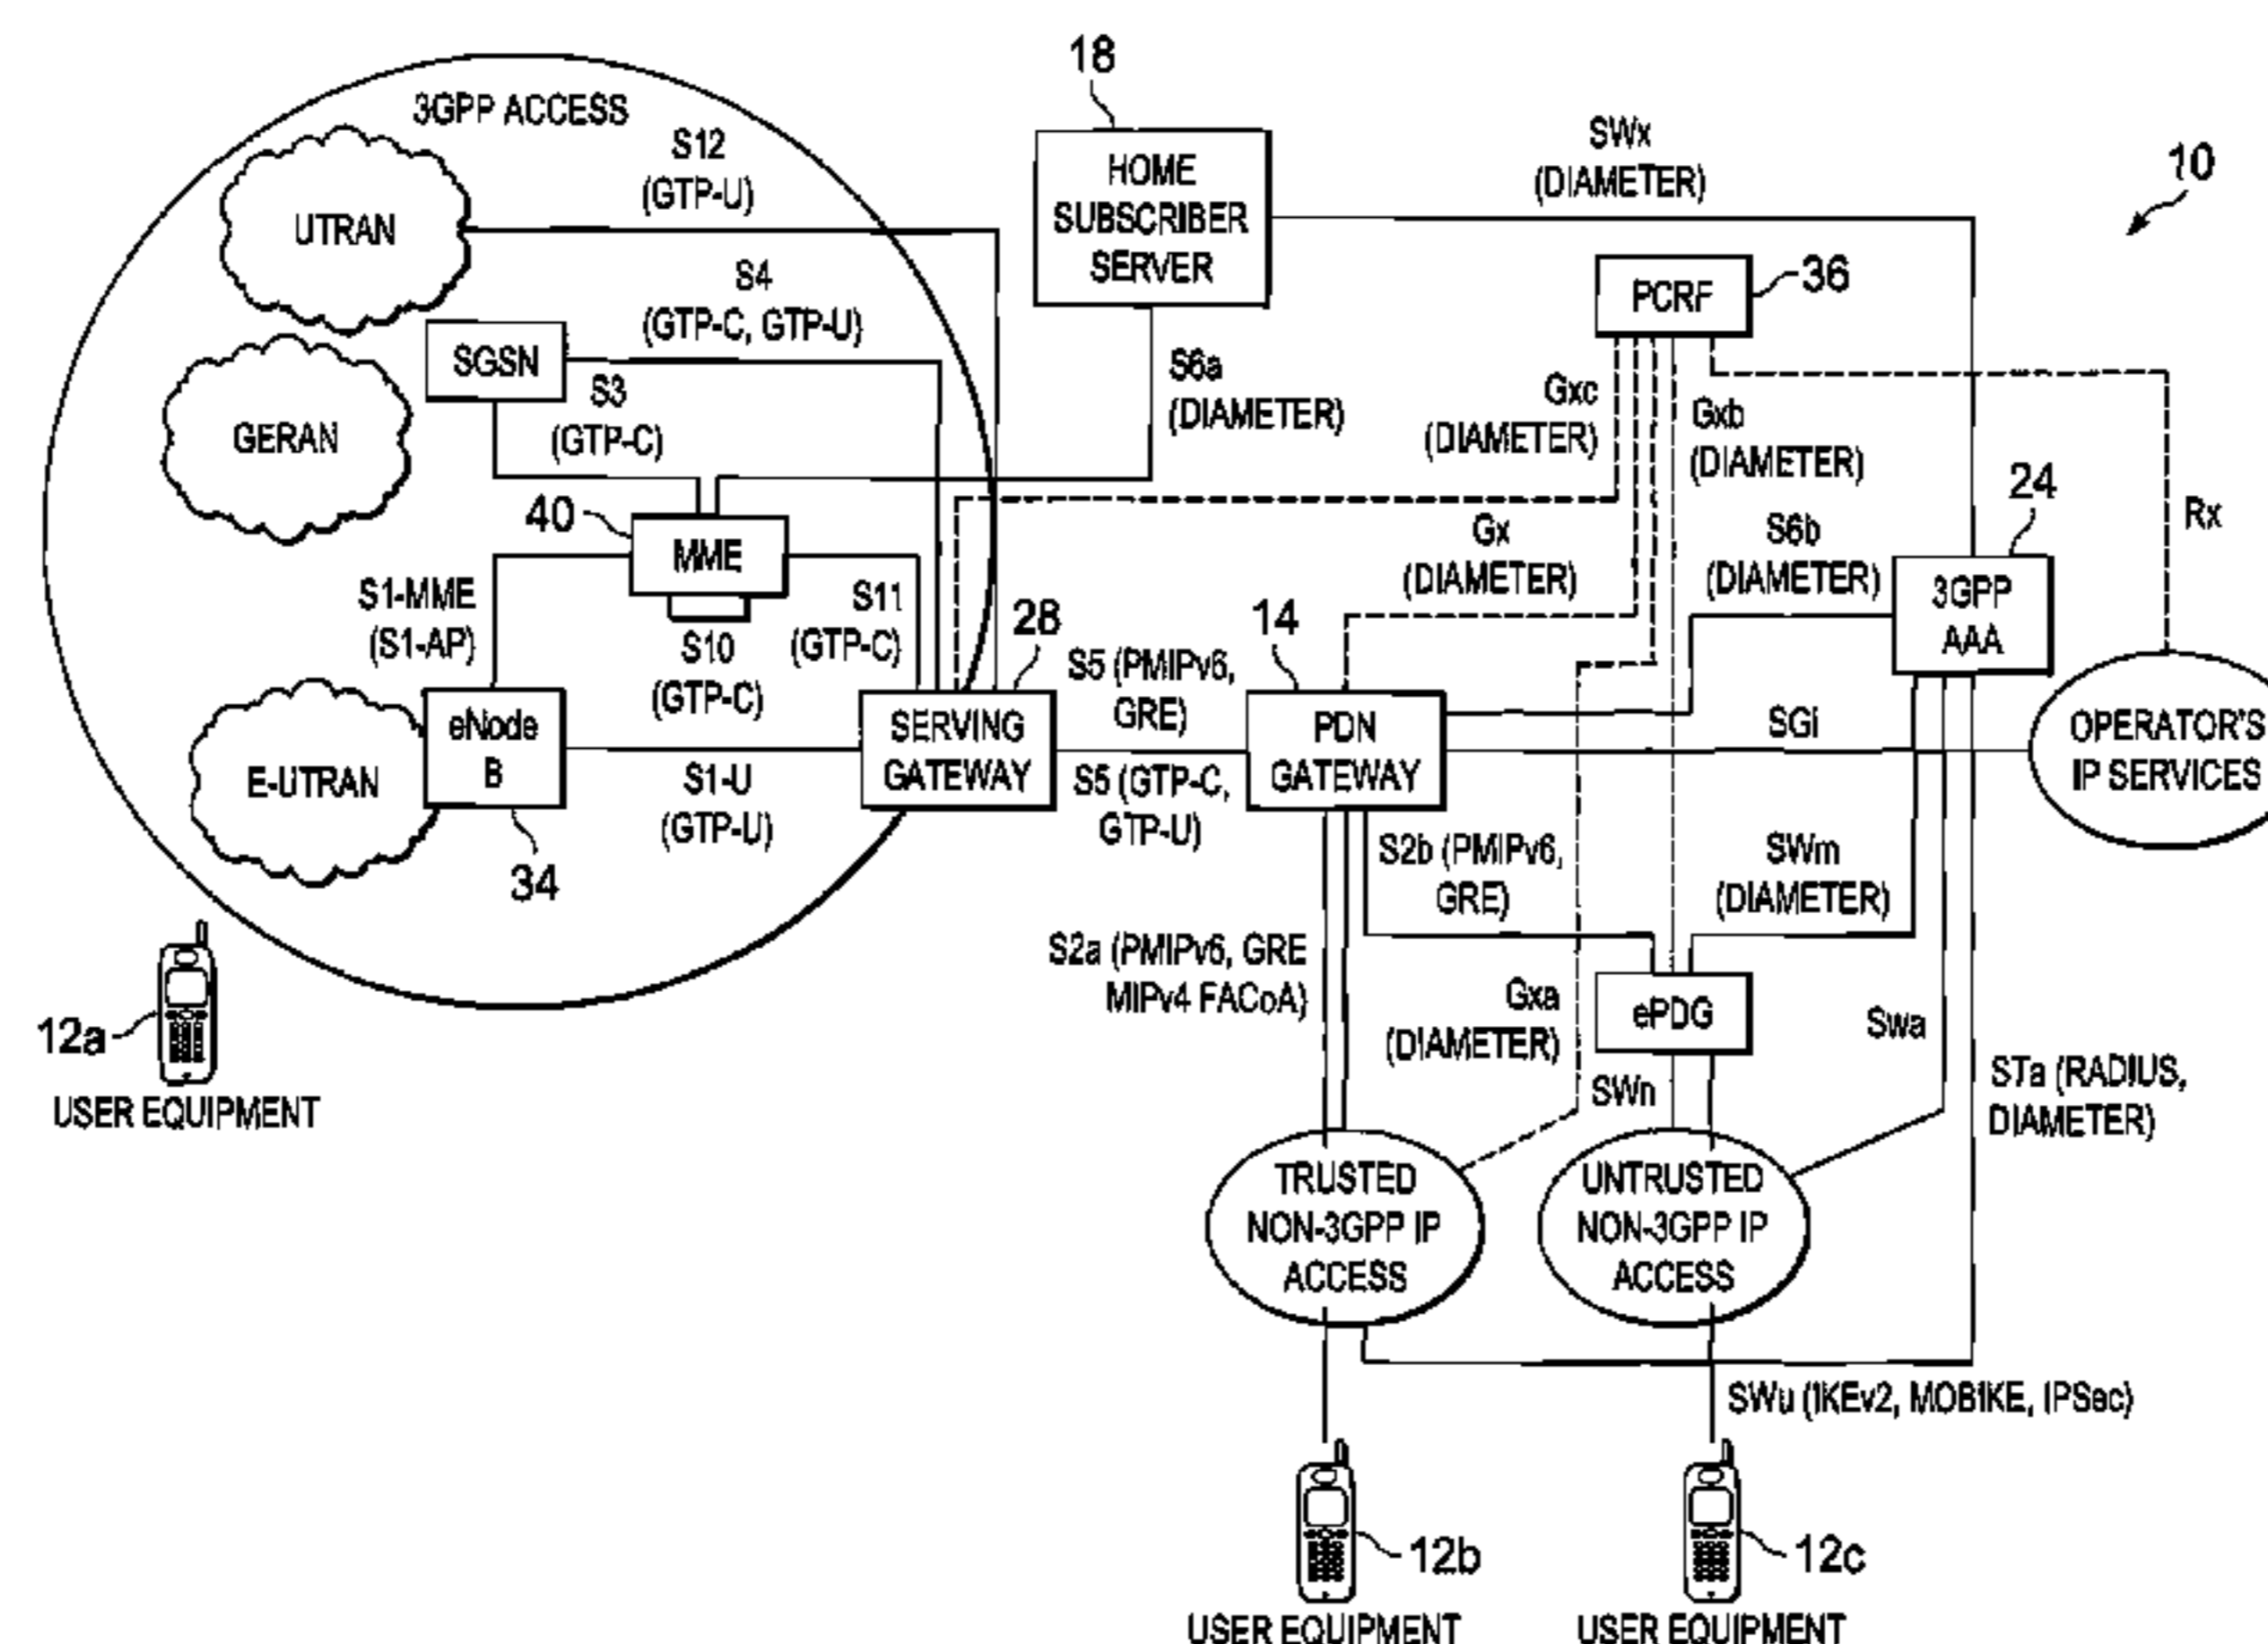 3GPP ACCESS
UTRAN
S12
(GTP-U)
S4
(GTP-C, GTP-U)
SGSN
S3
(GTP-C)
GERAN
40
MME
S1-MME
(S1-AP)
S10
(GTP-C)
S11
(GTP-C)
28
eNode
B
E-UTRAN
34
S1-U
(GTP-U)
SERVING
GATEWAY
12a
USER EQUIPMENT
18
HOME
SUBSCRIBER
SERVER
SWx
(DIAMETER)
10
PCRF
36
S6a
(DIAMETER)
Gxc
(DIAMETER)
Gxb
(DIAMETER)
24
Rx
Gx
(DIAMETER)
S6b
(DIAMETER)
3GPP
AAA
14
S5 (PMIPv6,
GRE)
S5 (GTP-C,
GTP-U)
PDN
GATEWAY
SGi
OPERATOR'S
IP SERVICES
S2b (PMIPv6,
GRE)
SWm
(DIAMETER)
S2a (PMIPv6, GRE
MIPv4 FACoA)
Gxa
(DIAMETER)
ePDG
Swa
SWn
STa (RADIUS,
DIAMETER)
TRUSTED
NON-3GPP IP
ACCESS
UNTRUSTED
NON-3GPP IP
ACCESS
SWu (IKEv2, MOBIKE, IPSec)
12b
USER EQUIPMENT
12c
USER EQUIPMENT